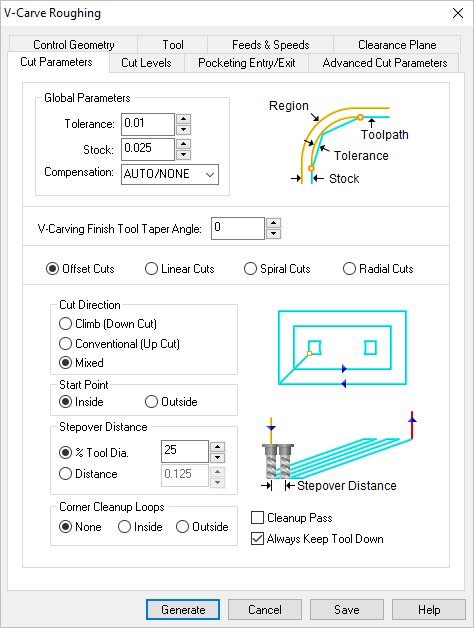 V-Carve Roughing
Control Geometry Tool Feeds & Speeds Clearance Plane
Cut Parameters Cut Levels Pocketing Entry/Exit Advanced Cut Parameters
Global Parameters
Tolerance: 0.01
Stock: 0.025
Compensation: AUTO/NONE
Region
Toolpath
Tolerance
Stock
V-Carving Finish Tool Taper Angle: 0
Offset Cuts Linear Cuts Spiral Cuts Radial Cuts
Cut Direction
Climb (Down Cut)
Conventional (Up Cut)
Mixed
Start Point
Inside Outside
Stepover Distance
% Tool Dia. 25
Distance 0.125
Stepover Distance
Corner Cleanup Loops
None Inside Outside
Cleanup Pass
Always Keep Tool Down
Generate Cancel Save Help